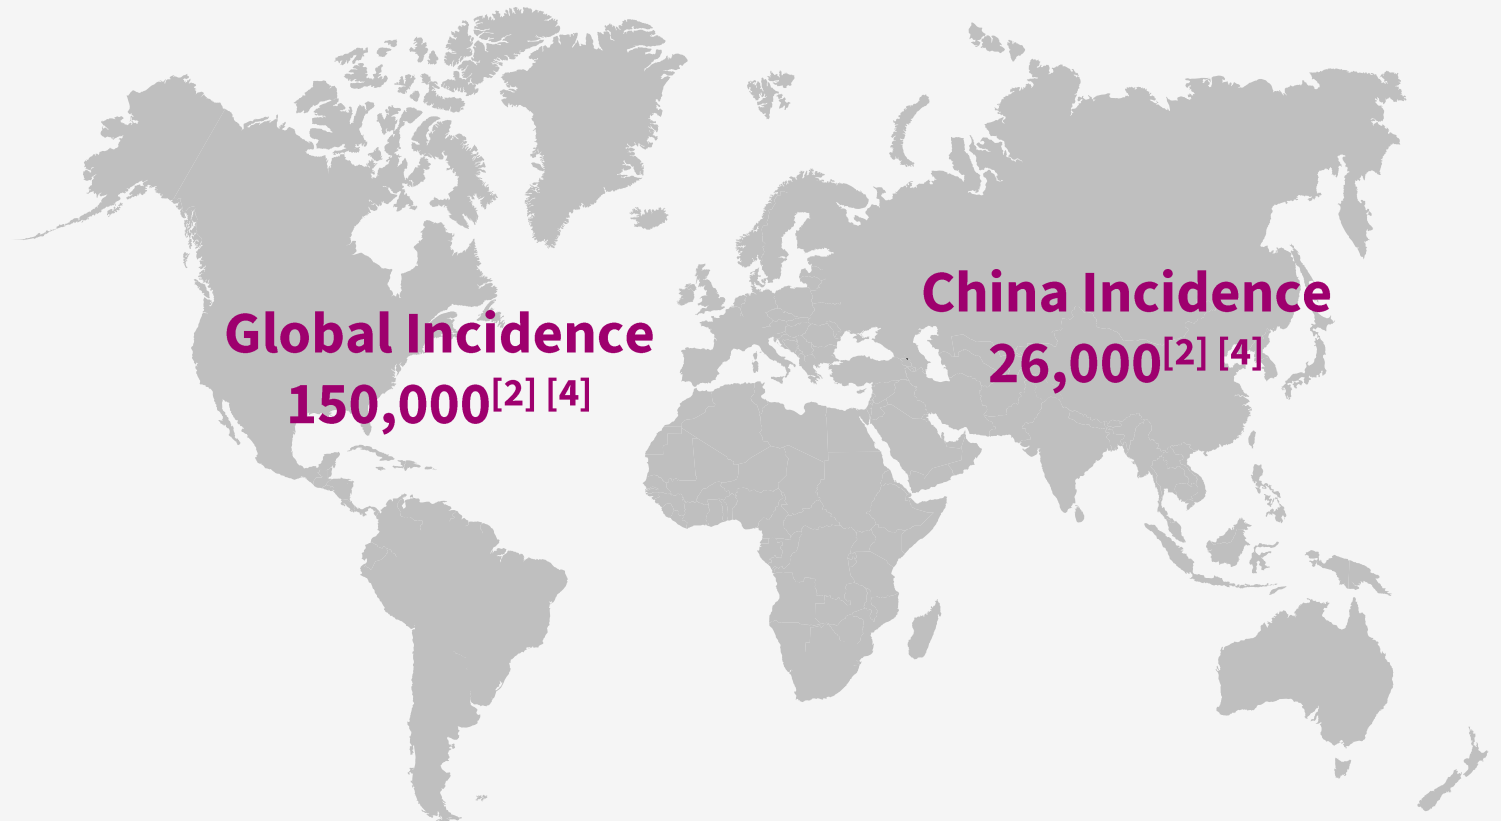 Global Incidence
150,000[2] [4]
China Incidence
26,000[2] [4]